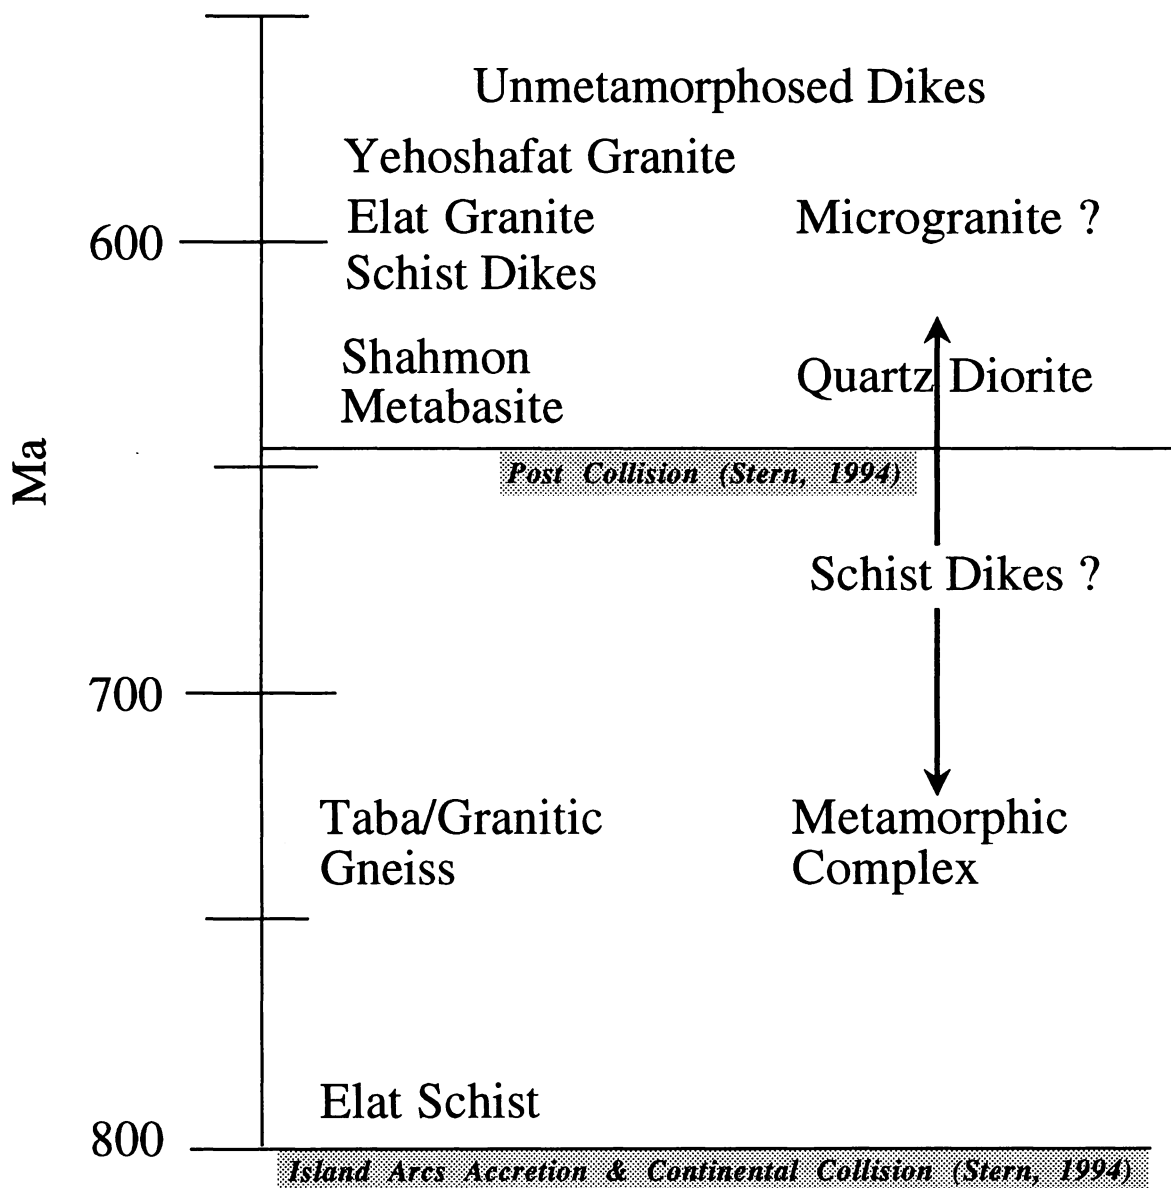 Unmetamorphosed Dikes
Yehoshafat Granite
Elat Granite
Microgranite ?
600
Schist Dikes
Shahmon
Metabasite
Quartz Diorite
Ma
Post Collision (Stern, 1994)
Schist Dikes ?
700
Taba/Granitic
Gneiss
Metamorphic
Complex
Elat Schist
800
Island Arcs Accretion & Continental Collision (Stern, 1994)